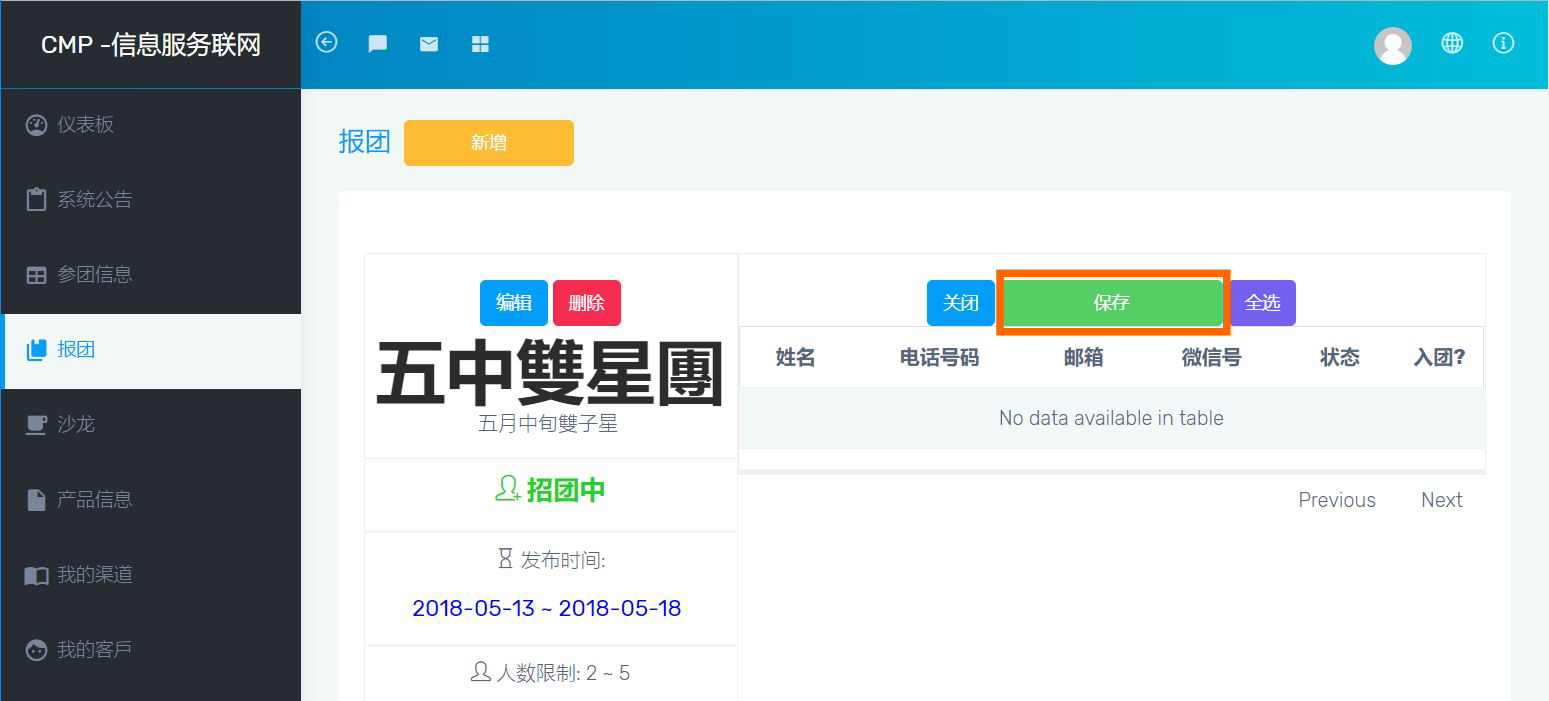 CMP -信息服务联网
仪表板
系统公告
参团信息
报团
沙龙
产品信息
我的渠道
我的客戶
报团
新增
编辑 删除
五中雙星團
五月中旬雙子星
招团中
发布时间:
2018-05-13 ~ 2018-05-18
人数限制: 2 ~ 5
关闭 保存 全选
姓名 电话号码 邮箱 微信号 状态 入团?
No data available in table
Previous Next